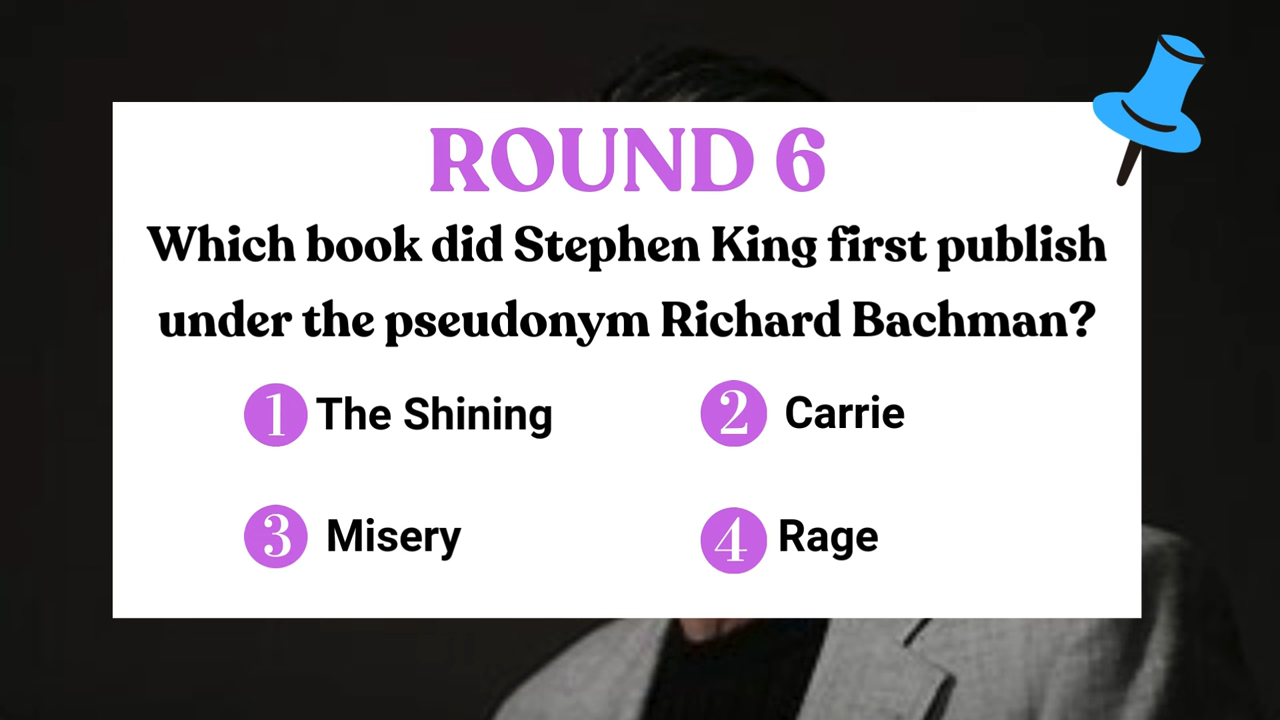 ROUND 6
Which book did Stephen King first publish
under the pseudonym Richard Bachman?
1 The Shining
2 Carrie
3 Misery
4 Rage